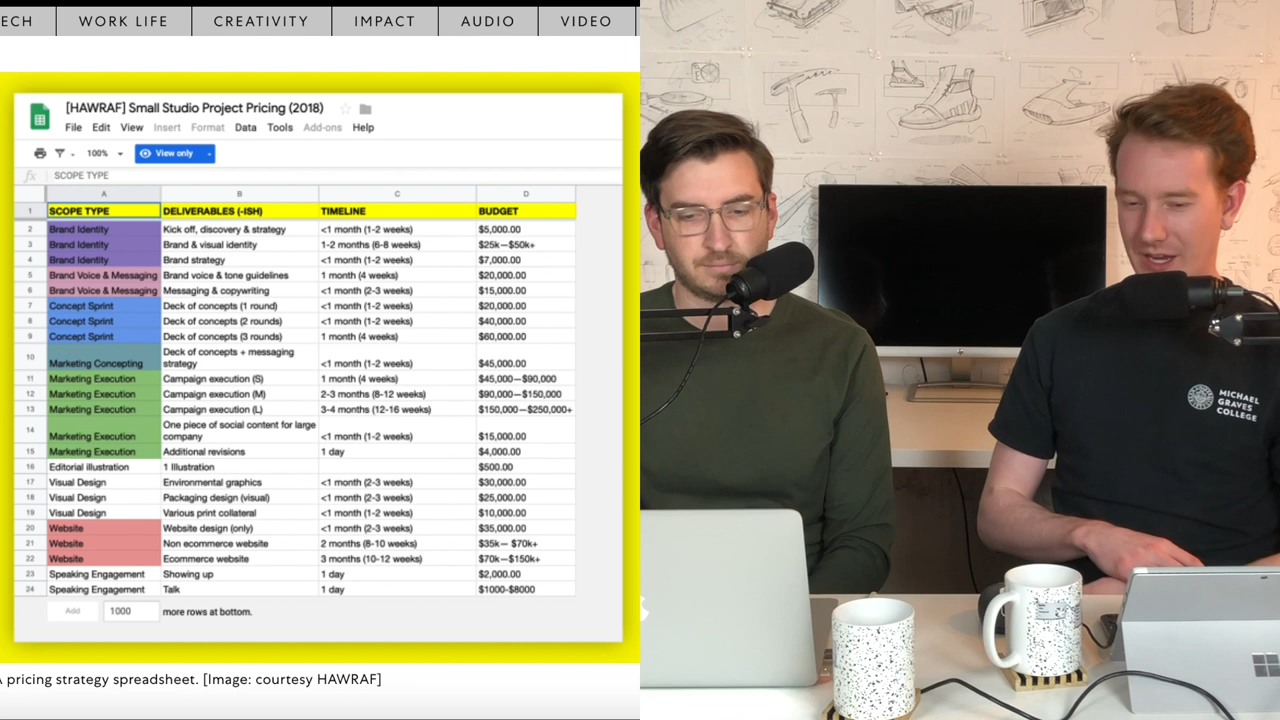 ECH WORK LIFE CREATIVITY IMPACT AUDIO VIDEO
[HAWRAF] Small Studio Project Pricing (2018)
File Edit View Insert Format Data Tools Add-ons Help
100% View only
fx SCOPE TYPE
A B C D
1 SCOPE TYPE DELIVERABLES (-ISH) TIMELINE BUDGET
2 Brand Identity Kick off, discovery & strategy <1 month (1-2 weeks) $5,000.00
3 Brand Identity Brand & visual identity 1-2 months (6-8 weeks) $25k—$50k+
4 Brand Identity Brand strategy <1 month (1-2 weeks) $7,000.00
5 Brand Voice & Messaging Brand voice & tone guidelines 1 month (4 weeks) $20,000.00
6 Brand Voice & Messaging Messaging & copywriting <1 month (2-3 weeks) $15,000.00
7 Concept Sprint Deck of concepts (1 round) <1 month (1-2 weeks) $20,000.00
8 Concept Sprint Deck of concepts (2 rounds) <1 month (1-2 weeks) $40,000.00
9 Concept Sprint Deck of concepts (3 rounds) 1 month (4 weeks) $60,000.00
10 Marketing Concepting Deck of concepts + messaging strategy <1 month (1-2 weeks) $45,000.00
11 Marketing Execution Campaign execution (S) 1 month (4 weeks) $45,000—$90,000
12 Marketing Execution Campaign execution (M) 2-3 months (8-12 weeks) $90,000—$150,000
13 Marketing Execution Campaign execution (L) 3-4 months (12-16 weeks) $150,000—$250,000+
14 Marketing Execution One piece of social content for large company <1 month (1-2 weeks) $15,000.00
15 Marketing Execution Additional revisions 1 day $4,000.00
16 Editorial illustration 1 Illustration $500.00
17 Visual Design Environmental graphics <1 month (2-3 weeks) $30,000.00
18 Visual Design Packaging design (visual) <1 month (2-3 weeks) $25,000.00
19 Visual Design Various print collateral <1 month (1-2 weeks) $10,000.00
20 Website Website design (only) <1 month (2-3 weeks) $35,000.00
21 Website Non ecommerce website 2 months (8-10 weeks) $35k— $70k+
22 Website Ecommerce website 3 months (10-12 weeks) $70k—$150k+
23 Speaking Engagement Showing up 1 day $2,000.00
24 Speaking Engagement Talk 1 day $1000-$8000
Add 1000 more rows at bottom.
A pricing strategy spreadsheet. [Image: courtesy HAWRAF]
MICHAEL
GRAVES
COLLEGE